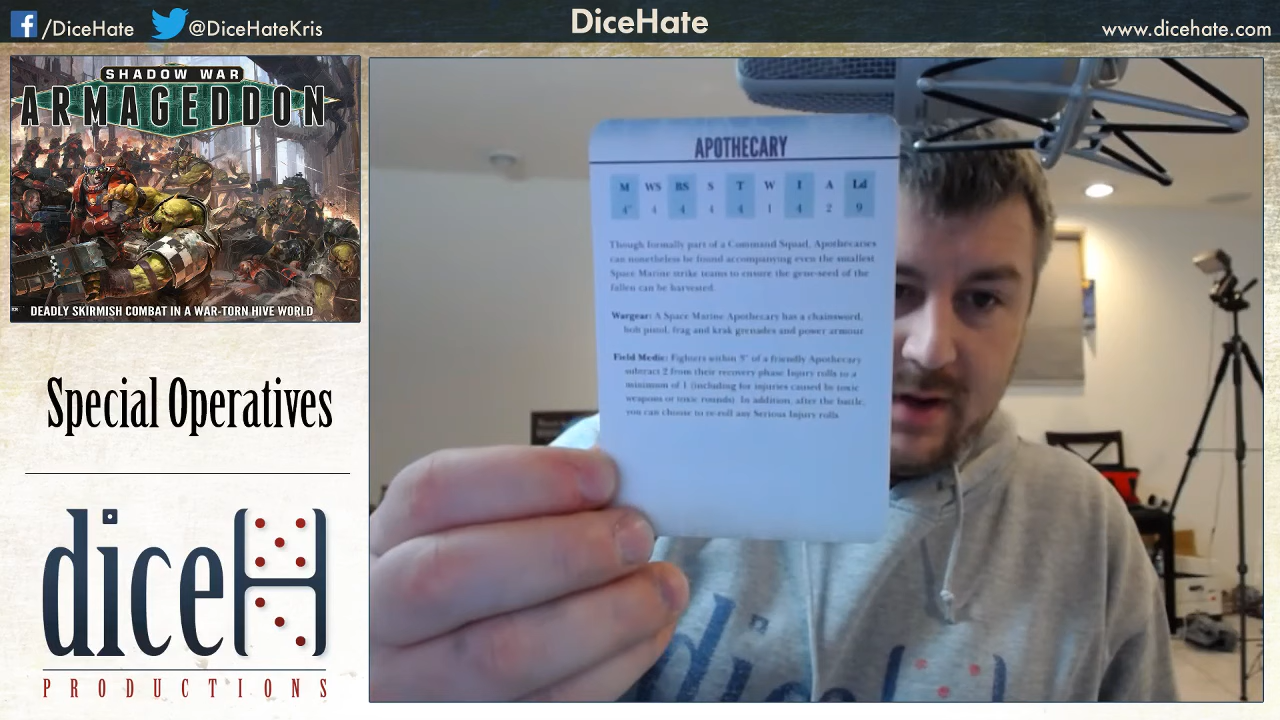 /DiceHate @DiceHateKris
DiceHate
www.dicehate.com
SHADOW WAR
ARMAGEDDON
DEADLY SKIRMISH COMBAT IN A WAR-TORN HIVE WORLD
Special Operatives
diceH
PRODUCTIONS
APOTHECARY
M WS BS S T W I A Ld
4" 4 4 4 4 1 4 2 9
Though formally part of a Command Squad, Apothecaries
can nonetheless be found accompanying even the smallest
Space Marine strike teams to ensure the gene-seed of the
fallen can be harvested.
Wargear: A Space Marine Apothecary has a chainsword,
bolt pistol, frag and krak grenades and power armour
Field Medic: Fighters within 3" of a friendly Apothecary
subtract 2 from their recovery phase Injury rolls to a
minimum of 1 (including for injuries caused by toxic
weapons or toxic rounds). In addition, after the battle,
you can choose to re-roll any Serious Injury rolls.
diceH